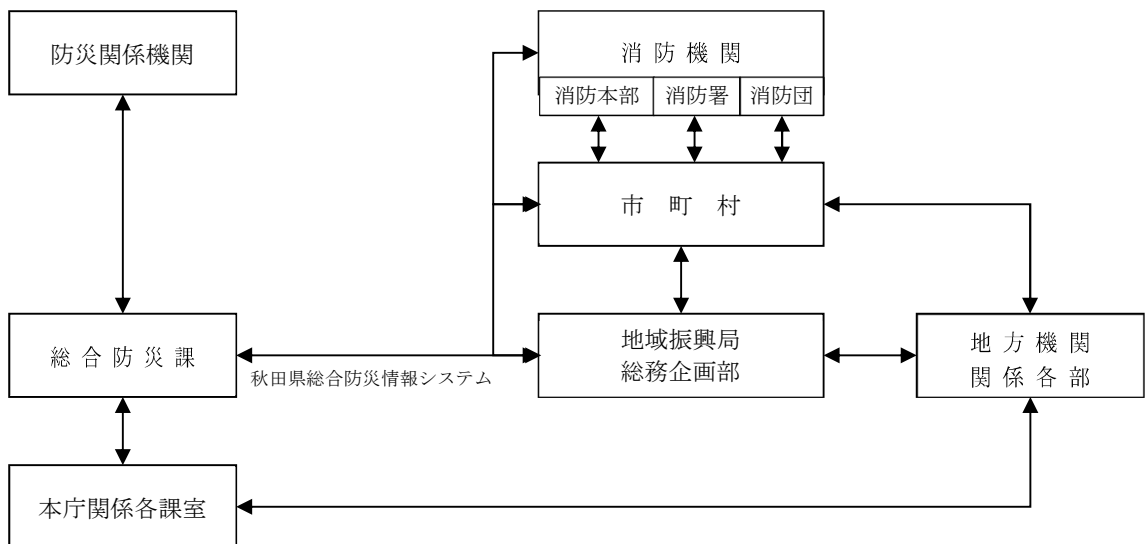 防災関係機関
消防機関
消防本部
消防署
消防団
市町村
総合防災課
秋田県総合防災情報システム
地域振興局
総務企画部
地方機関
関係各部
本庁関係各課室